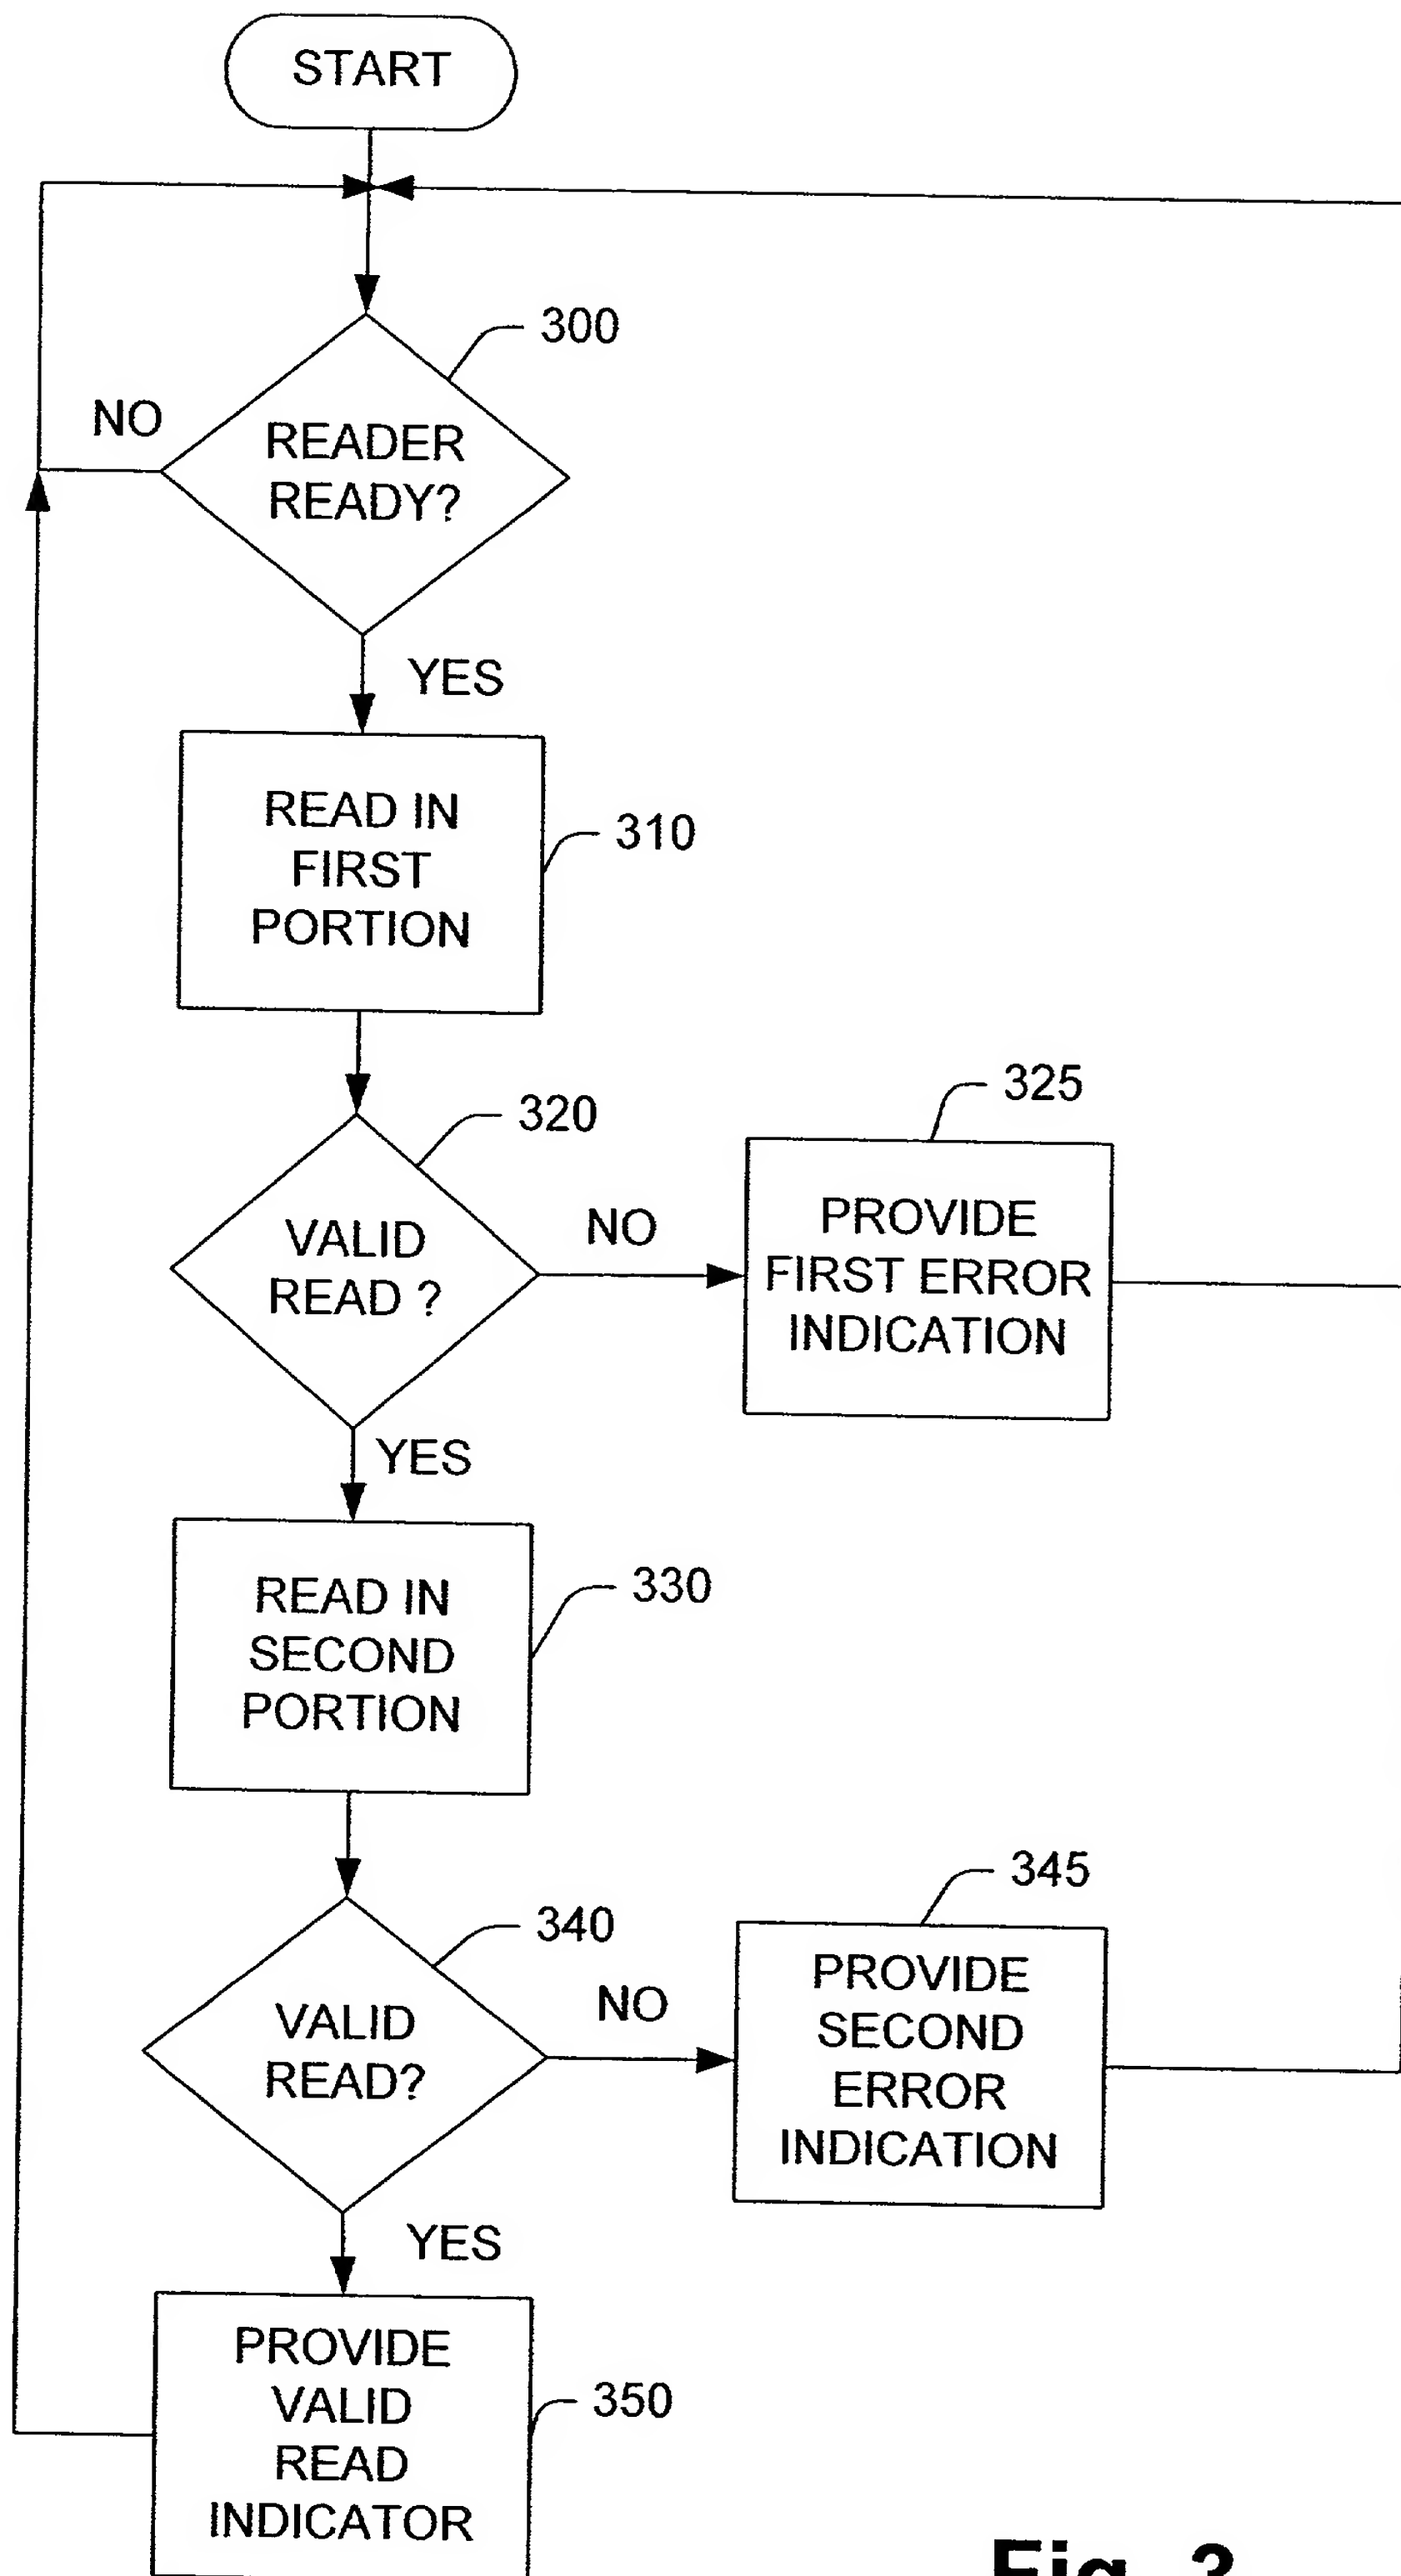 START
300
NO
READER
READY?
YES
READ IN
FIRST
PORTION
310
320
VALID
READ ?
NO
325
PROVIDE
FIRST ERROR
INDICATION
YES
READ IN
SECOND
PORTION
330
340
VALID
READ?
NO
345
PROVIDE
SECOND
ERROR
INDICATION
YES
PROVIDE
VALID
READ
INDICATOR
350
Fig. 3